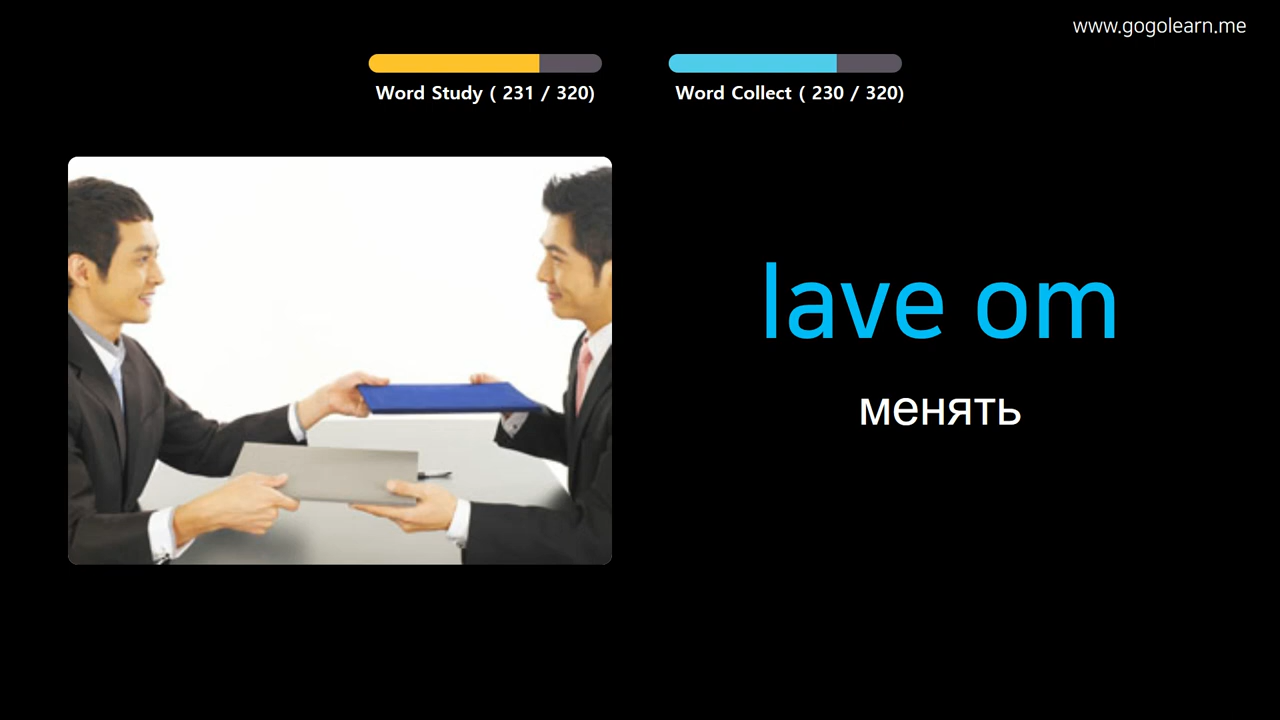 www.gogolearn.me
Word Study ( 231 / 320)
Word Collect ( 230 / 320)
lave om
менять